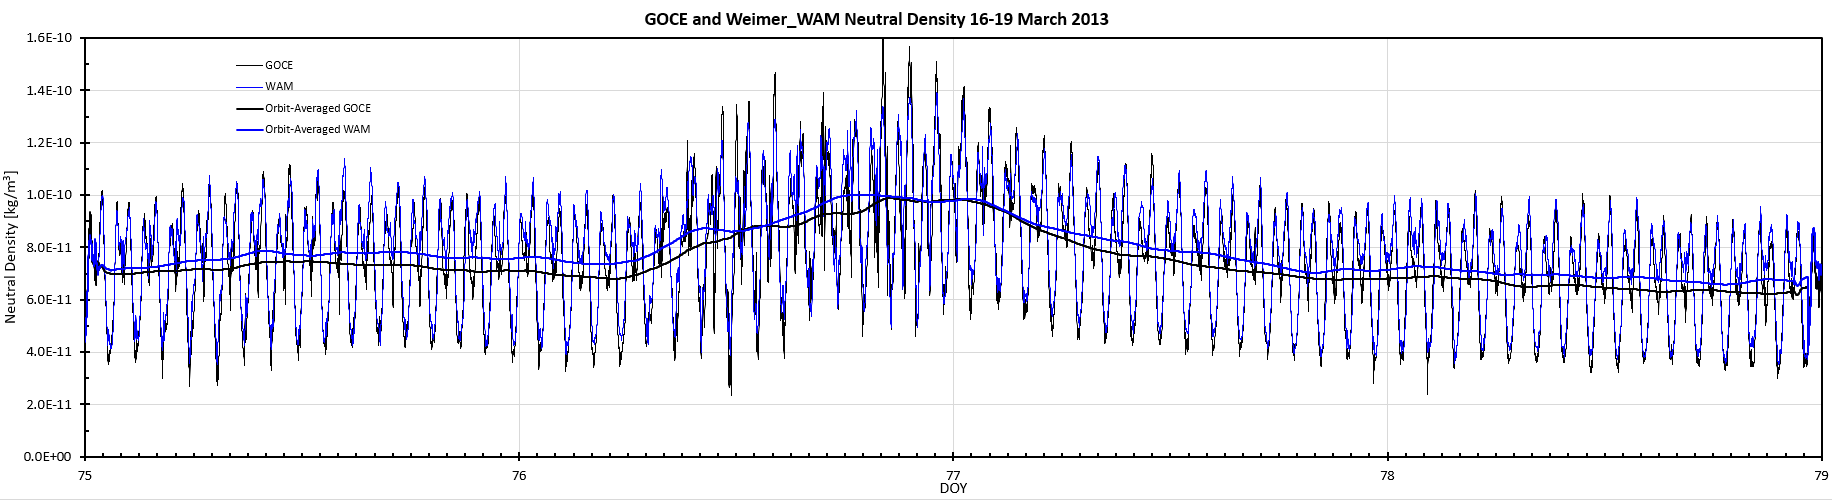 GOCE and Weimer_WAM Neutral Density 16-19 March 2013
Neutral Density [kg/m³]
1.6E-10
1.4E-10
1.2E-10
1.0E-10
8.0E-11
6.0E-11
4.0E-11
2.0E-11
0.0E+00
GOCE
WAM
Orbit-Averaged GOCE
Orbit-Averaged WAM
75 76 77 78 79
DOY